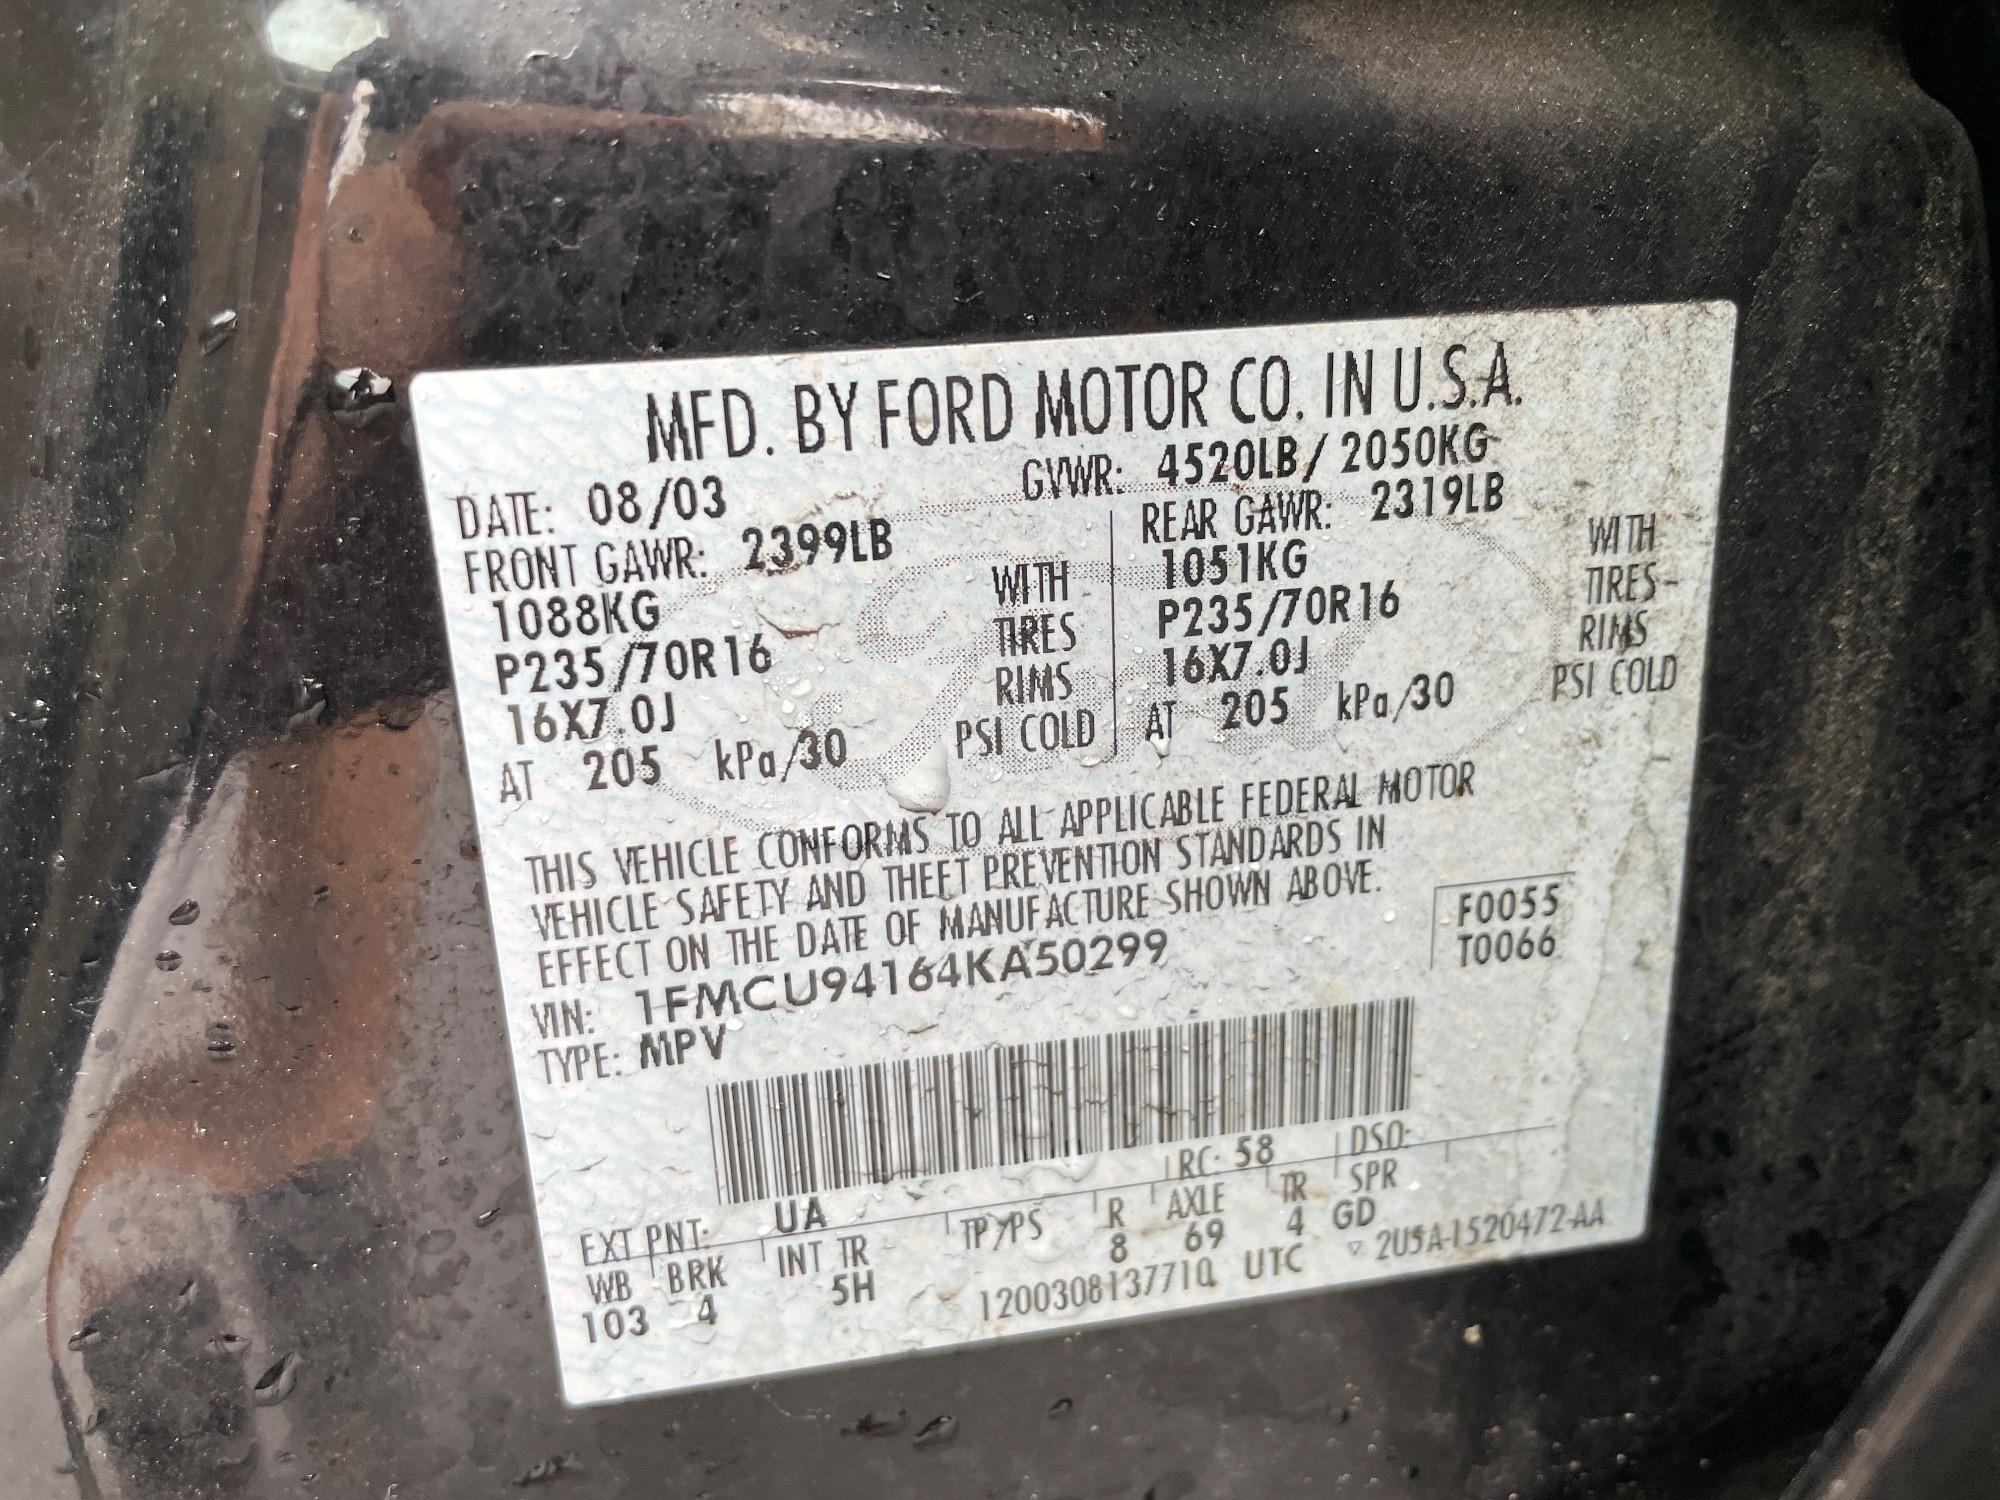 MFD. BY FORD MOTOR CO. IN U.S.A.
DATE: 08/03 GVWR: 4520LB/ 2050KG
FRONT GAWR: 2399LB REAR GAWR: 2319LB
1088KG WITH 1051KG WITH
P235/70R16 TIRES P235/70R16 TIRES
16X7.0J RIMS 16X7.0J RIMS
AT 205 kPa/30 PSI COLD AT 205 kPa/30 PSI COLD
THIS VEHICLE CONFORMS TO ALL APPLICABLE FEDERAL MOTOR
VEHICLE SAFETY AND THEFT PREVENTION STANDARDS IN
EFFECT ON THE DATE OF MANUFACTURE SHOWN ABOVE.
F0055
T0066
VIN: 1FMCU94164KA50299
TYPE: MPV
EXT PNT: UA RC: 58 DSO:
WB BRK INT TR TP/PS R AXLE TR SPR
103 4 5H 8 69 4 GD
1200308137710 UTC ▽ 2U5A-1520472-AA